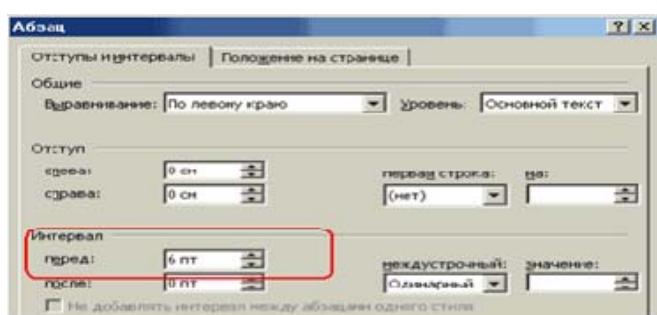 Абзац
Отступы и интервалы Положение на странице
Общие
Выравнивание: По левому краю Уровень: Основной текст
Отступ
слева: 0 см первая строка: на:
справа: 0 см (нет)
Интервал
перед: 6 пт междустрочный: значение:
после: 0 пт Одинарный
Не добавлять интервал между абзацами одного стиля